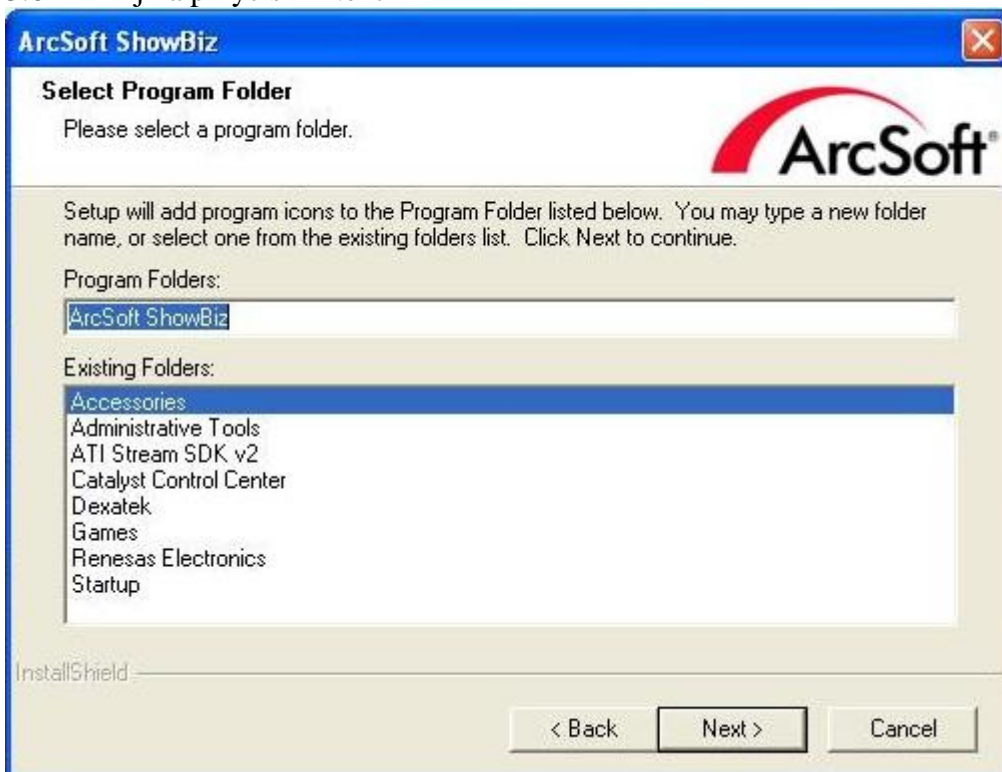 ArcSoft ShowBiz
Select Program Folder
Please select a program folder.
ArcSoft®
Setup will add program icons to the Program Folder listed below. You may type a new folder
name, or select one from the existing folders list. Click Next to continue.
Program Folders:
ArcSoft ShowBiz
Existing Folders:
Accessories
Administrative Tools
ATI Stream SDK v2
Catalyst Control Center
Dexatek
Games
Renesas Electronics
Startup
InstallShield
< Back
Next >
Cancel